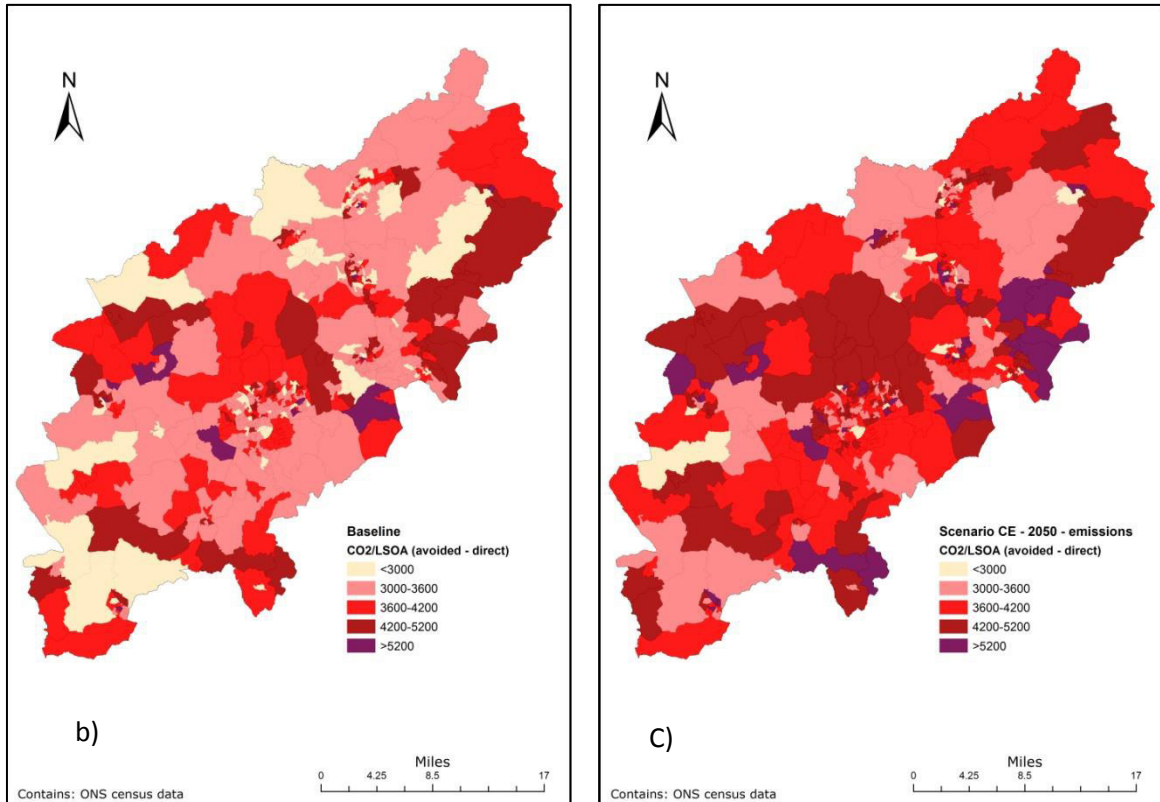 N
Baseline
CO2/LSOA (avoided - direct)
<3000
3000-3600
3600-4200
4200-5200
>5200
b)
Miles
0 4.25 8.5 17
Contains: ONS census data
N
Scenario CE - 2050 - emissions
CO2/LSOA (avoided - direct)
<3000
3000-3600
3600-4200
4200-5200
>5200
C)
Miles
0 4.25 8.5 17
Contains: ONS census data